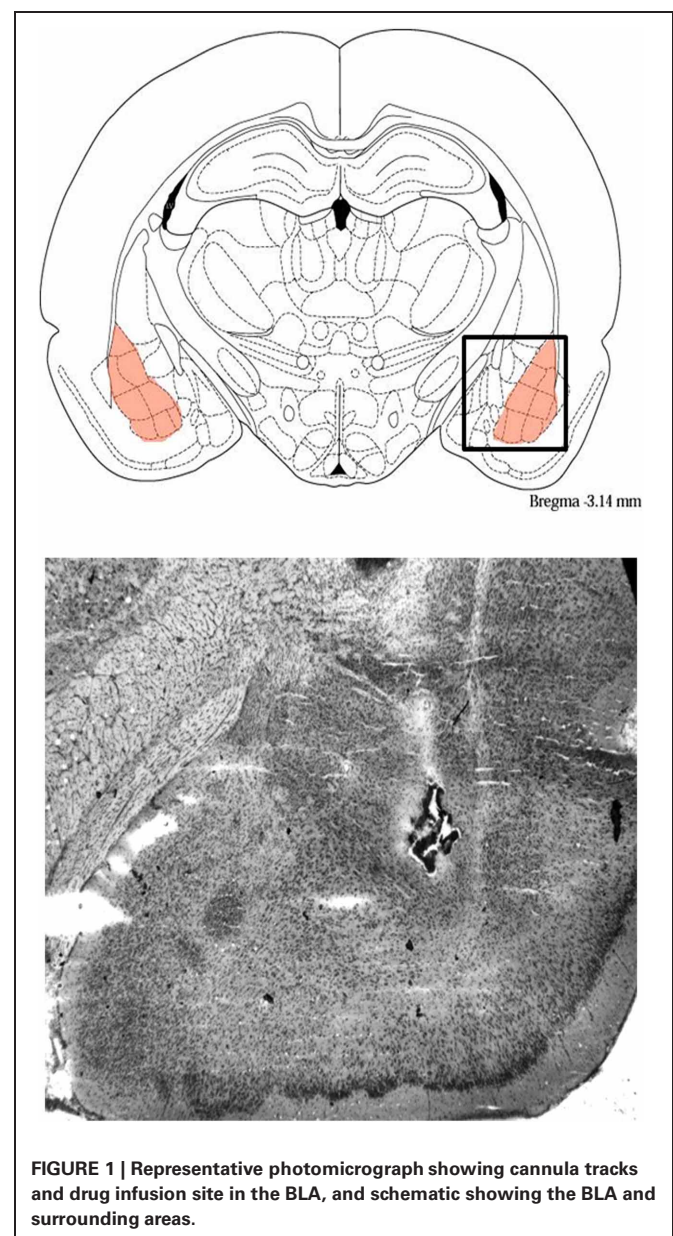 Bregma -3.14 mm
FIGURE 1 | Representative photomicrograph showing cannula tracks
and drug infusion site in the BLA, and schematic showing the BLA and
surrounding areas.